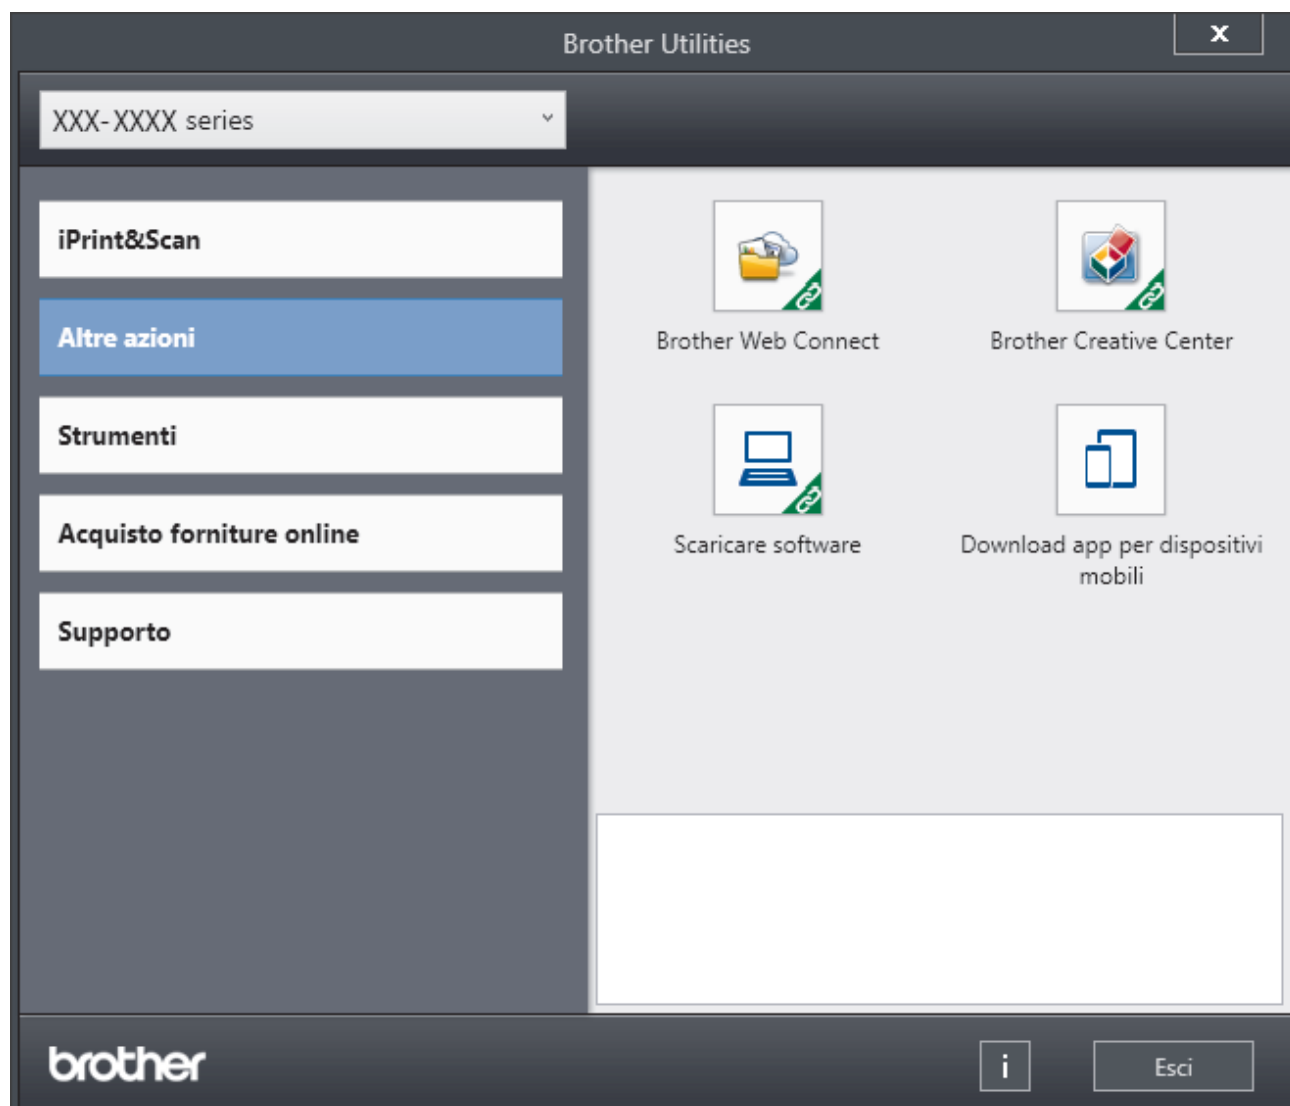 Brother Utilities
x
XXX-XXXX series
iPrint&Scan
Altre azioni
Strumenti
Acquisto forniture online
Supporto
Brother Web Connect
Brother Creative Center
Scaricare software
Download app per dispositivi
mobili
brother
i
Esci